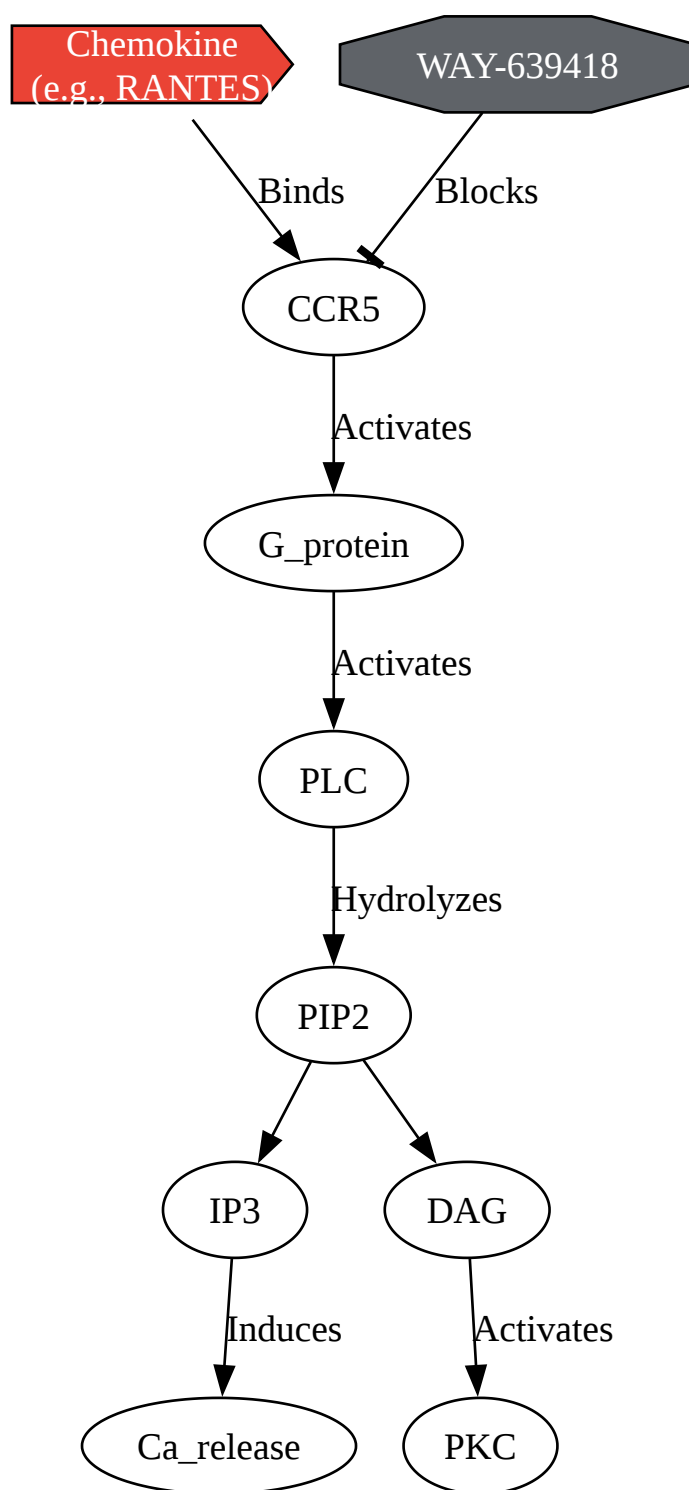 Chemokine
(e.g., RANTES)
WAY-639418
Binds
Blocks
CCR5
Activates
G_protein
Activates
PLC
Hydrolyzes
PIP2
IP3
DAG
Induces
Activates
Ca_release
PKC